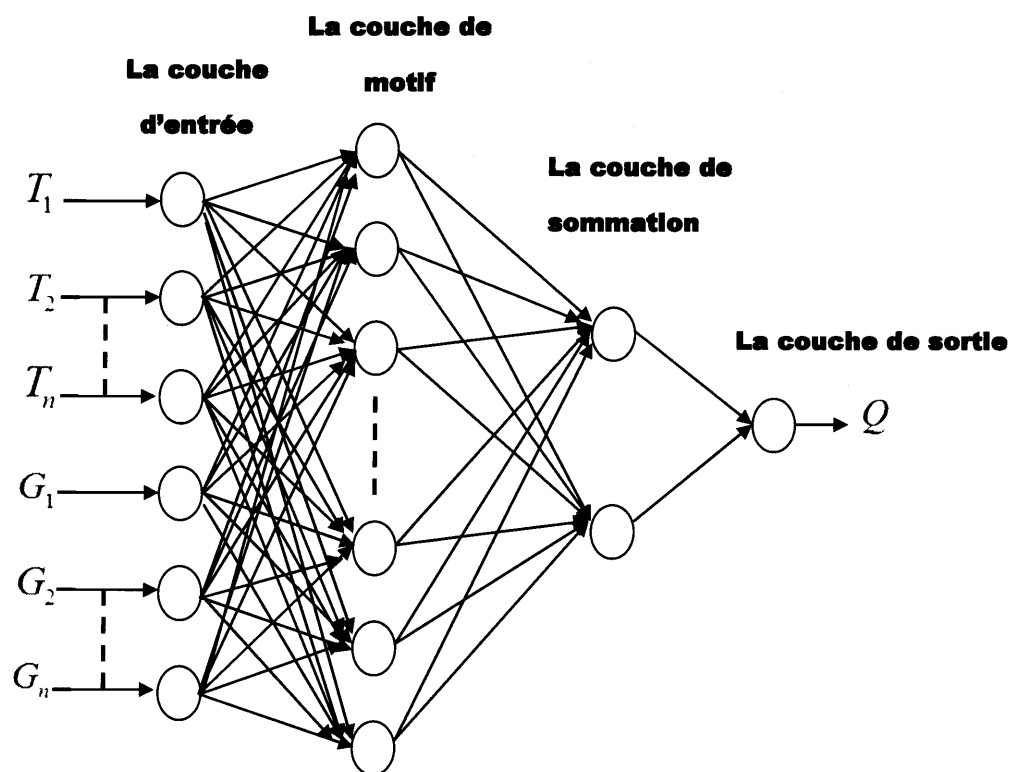 La couche de
motif
La couche
d'entrée
La couche de
sommation
La couche de sortie
T1
T2
Tn
G1
G2
Gn
Q